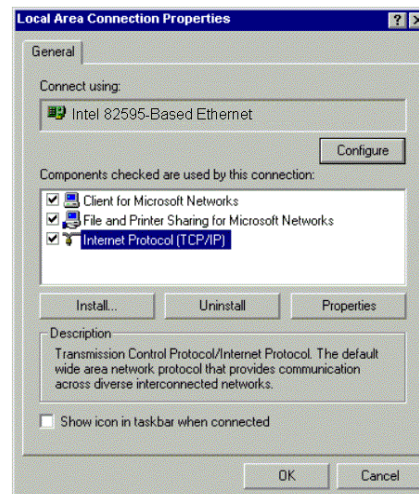 Local Area Connection Properties
General
Connect using:
Intel 82595-Based Ethernet
Configure
Components checked are used by this connection:
Client for Microsoft Networks
File and Printer Sharing for Microsoft Networks
Internet Protocol (TCP/IP)
Install...
Uninstall
Properties
Description
Transmission Control Protocol/Internet Protocol. The default
wide area network protocol that provides communication
across diverse interconnected networks.
Show icon in taskbar when connected
OK
Cancel